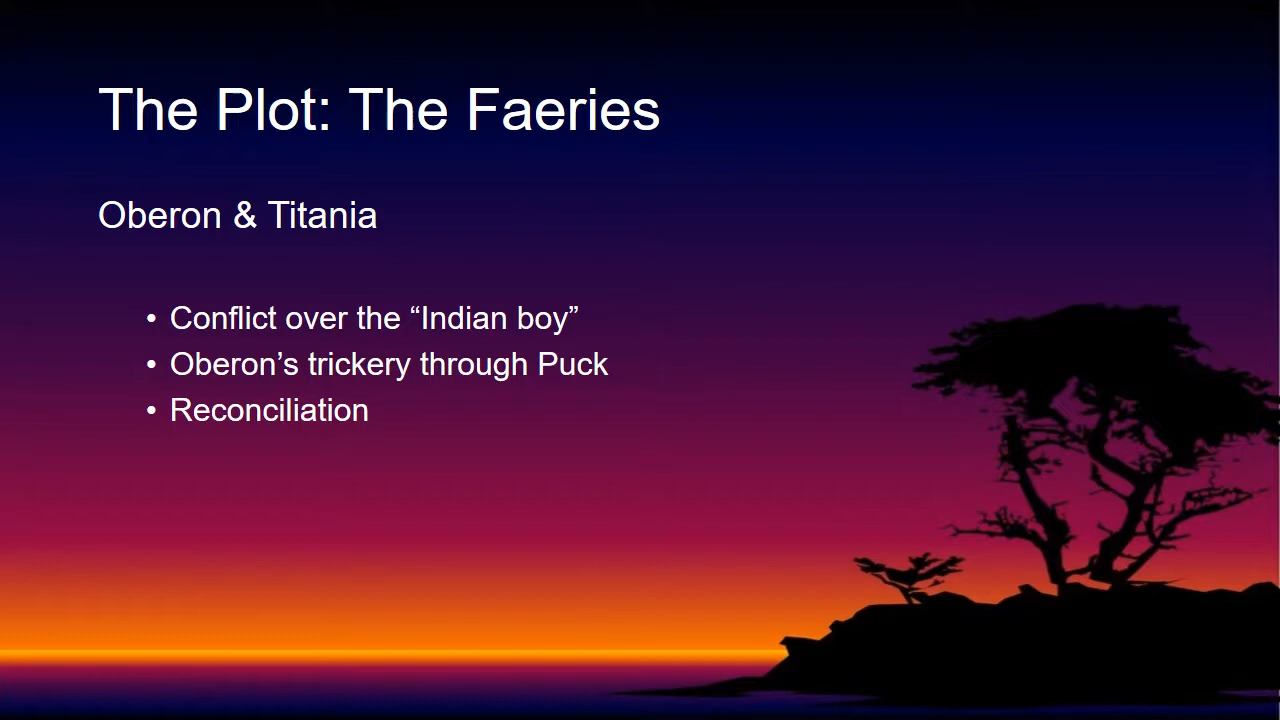 The Plot: The Faeries
Oberon & Titania
• Conflict over the “Indian boy”
• Oberon’s trickery through Puck
• Reconciliation